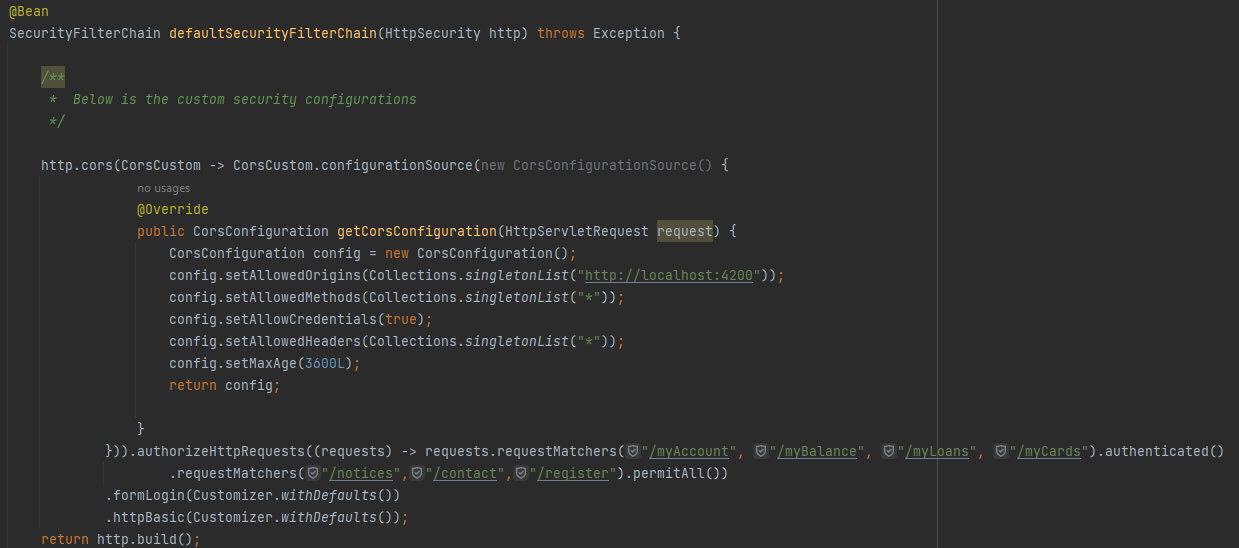 @Bean
SecurityFilterChain defaultSecurityFilterChain(HttpSecurity http) throws Exception {
/**
 *  Below is the custom security configurations
 */
http.cors(CorsCustom -> CorsCustom.configurationSource(new CorsConfigurationSource() {
no usages
@Override
public CorsConfiguration getCorsConfiguration(HttpServletRequest request) {
CorsConfiguration config = new CorsConfiguration();
config.setAllowedOrigins(Collections.singletonList("http://localhost:4200"));
config.setAllowedMethods(Collections.singletonList("*"));
config.setAllowCredentials(true);
config.setAllowedHeaders(Collections.singletonList("*"));
config.setMaxAge(3600L);
return config;
}
})).authorizeHttpRequests((requests) -> requests.requestMatchers("/myAccount", "/myBalance", "/myLoans", "/myCards").authenticated()
.requestMatchers("/notices","/contact","/register").permitAll())
.formLogin(Customizer.withDefaults())
.httpBasic(Customizer.withDefaults());
return http.build();